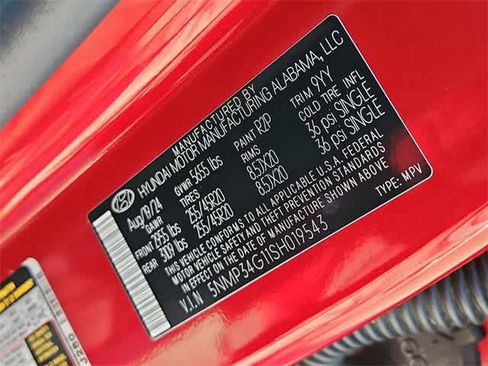 MANUFACTURED BY
HYUNDAI MOTOR MANUFACTURING ALABAMA, LLC
Aug/19/24 GVWR 5655 lbs PAINT R2P TRIM 9YY
GAWR TIRES RIMS COLD TIRE INFL
FRONT 2955 lbs 255/45R20 8.5JX20 36 PSI SINGLE
REAR 3109 lbs 255/45R20 8.5JX20 36 PSI SINGLE
THIS VEHICLE CONFORMS TO ALL APPLICABLE U.S.A. FEDERAL
MOTOR VEHICLE SAFETY AND THEFT PREVENTION STANDARDS
IN EFFECT ON THE DATE OF MANUFACTURE SHOWN ABOVE.
V.I.N 5NMP34G11SH019543 TYPE: MPV